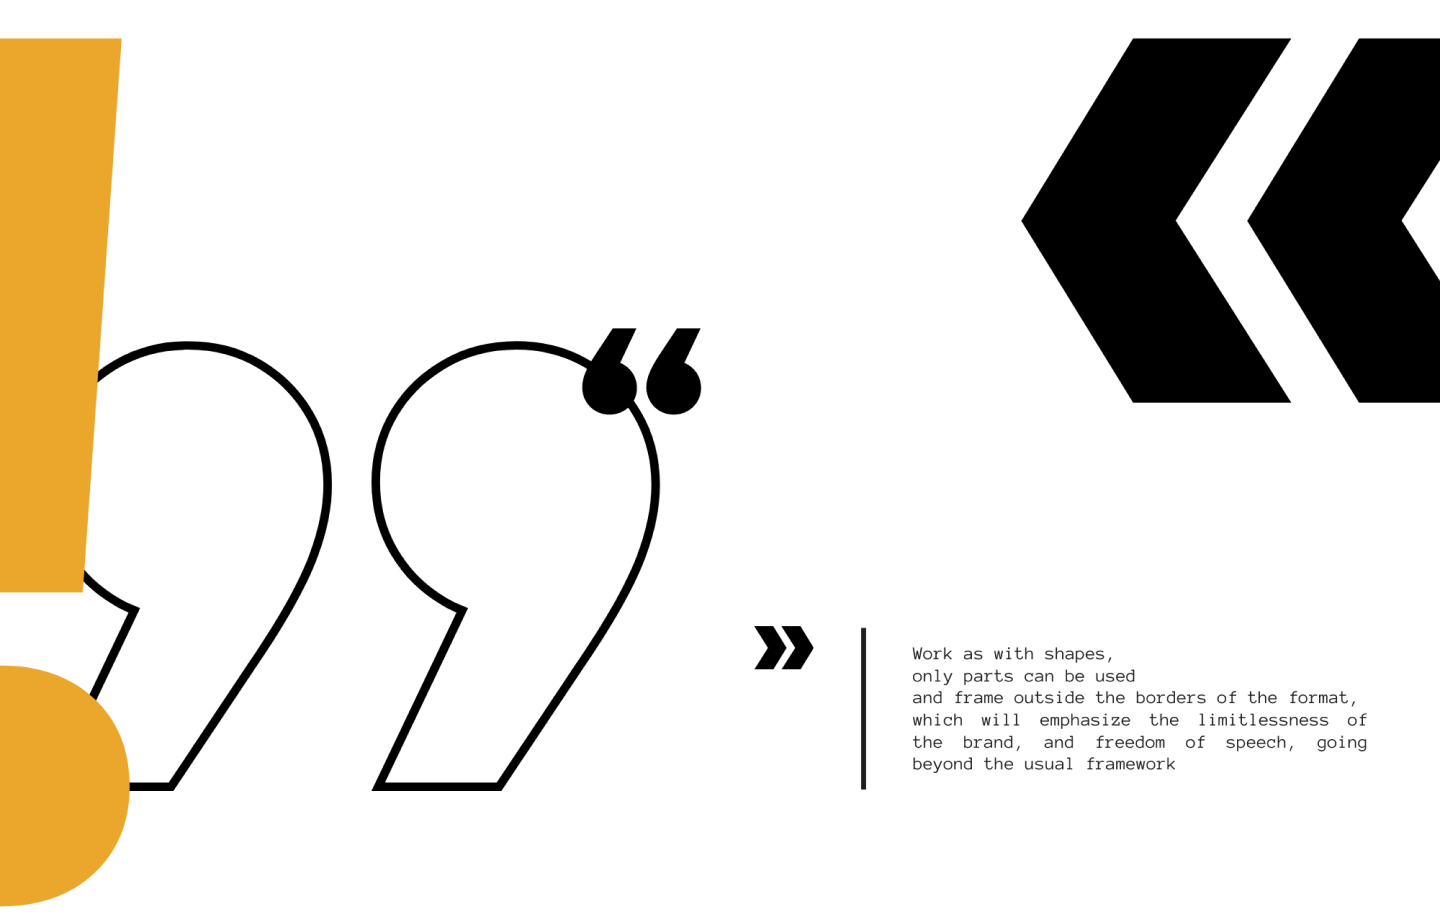 !
”
“
«
»
Work as with shapes,
only parts can be used
and frame outside the borders of the format,
which will emphasize the limitlessness of
the brand, and freedom of speech, going
beyond the usual framework